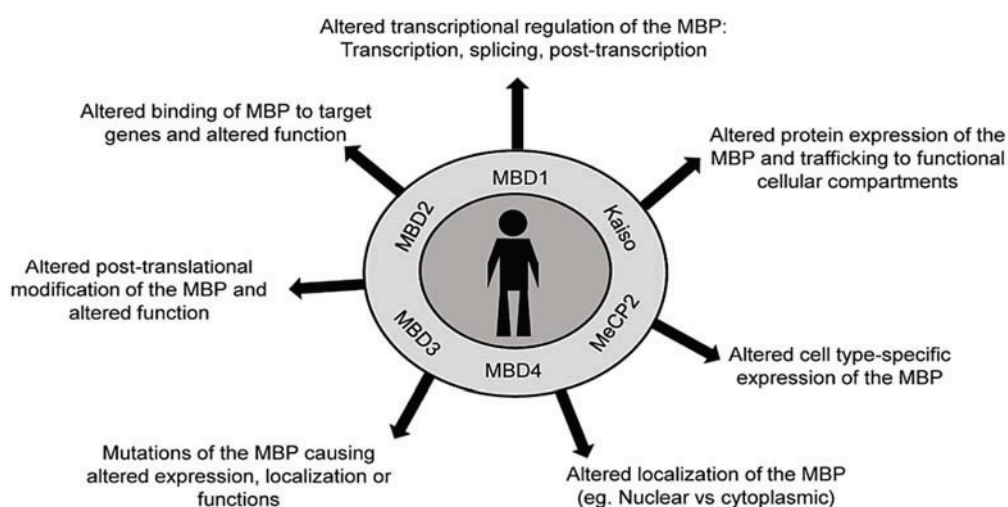 Altered transcriptional regulation of the MBP:
Transcription, splicing, post-transcription
Altered binding of MBP to target
genes and altered function
Altered protein expression of the
MBP and trafficking to functional
cellular compartments
MBD1
MBD2
Kaiso
Altered post-translational
modification of the MBP and
altered function
MBD3
MeCP2
MBD4
Altered cell type-specific
expression of the MBP
Mutations of the MBP causing
altered expression, localization or
functions
Altered localization of the MBP
(eg. Nuclear vs cytoplasmic)